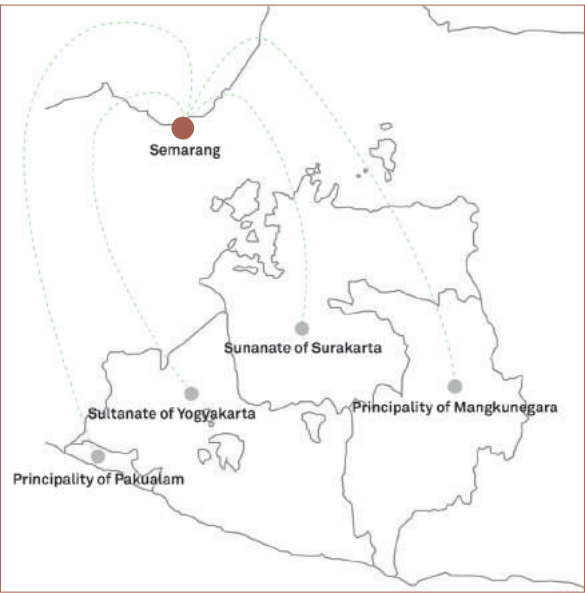 Semarang
Sunanate of Surakarta
Sultanate of Yogyakarta
Principality of Mangkunegara
Principality of Pakualam